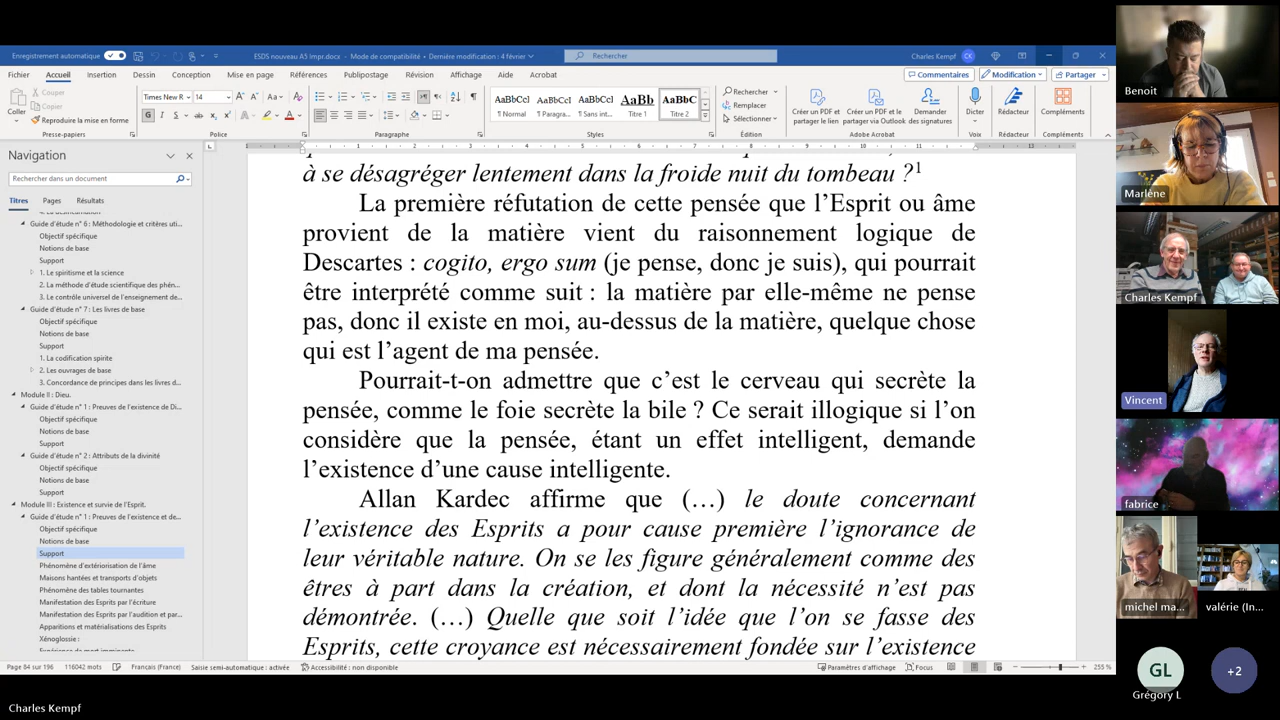 Enregistrement automatique
ESDS nouveau A5 Impr.docx - Mode de compatibilité • Dernière modification : 4 février
Rechercher
Charles Kempf
CK
Fichier Accueil Insertion Dessin Conception Mise en page Références Publipostage Révision Affichage Aide Acrobat
Commentaires Modification Partager
Coller
Couper
Copier
Reproduire la mise en forme
Presse-papiers
Times New R 14
Police
Paragraphe
AaBbCcI AaBbCcI AaBbCcI AaBb AaBbC
¶ Normal ¶ Paragra... ¶ Sans int... Titre 1 Titre 2
Styles
Rechercher
Remplacer
Sélectionner
Édition
Créer un PDF et partager le lien
Créer un PDF et partager via Outlook
Demander des signatures
Adobe Acrobat
Dicter
Voix
Rédacteur
Rédacteur
Compléments
Compléments
Navigation
Rechercher dans un document
Titres Pages Résultats
Guide d'étude n° 6 : Méthodologie et critères uti...
Objectif spécifique
Notions de base
Support
1. Le spiritisme et la science
2. La méthode d'étude scientifique des phén...
3. Le contrôle universel de l'enseignement de...
Guide d'étude n° 7 : Les livres de base
Objectif spécifique
Notions de base
Support
1. La codification spirite
2. Les ouvrages de base
3. Concordance de principes dans les livres d...
Module II : Dieu.
Guide d'étude n° 1 : Preuves de l'existence de Di...
Objectif spécifique
Notions de base
Support
Guide d'étude n° 2 : Attributs de la divinité
Objectif spécifique
Notions de base
Support
Module III : Existence et survie de l'Esprit.
Guide d'étude n° 1 : Preuves de l'existence et de...
Objectif spécifique
Notions de base
Support
Phénomène d'extériorisation de l'âme
Maisons hantées et transports d'objets
Phénomène des tables tournantes
Manifestation des Esprits par l'écriture
Manifestation des Esprits par l'audition et par...
Apparitions et matérialisations des Esprits
Xénoglossie :
à se désagréger lentement dans la froide nuit du tombeau ?1
La première réfutation de cette pensée que l'Esprit ou âme
provient de la matière vient du raisonnement logique de
Descartes : cogito, ergo sum (je pense, donc je suis), qui pourrait
être interprété comme suit : la matière par elle-même ne pense
pas, donc il existe en moi, au-dessus de la matière, quelque chose
qui est l'agent de ma pensée.
Pourrait-t-on admettre que c'est le cerveau qui secrète la
pensée, comme le foie secrète la bile ? Ce serait illogique si l'on
considère que la pensée, étant un effet intelligent, demande
l'existence d'une cause intelligente.
Allan Kardec affirme que (…) le doute concernant
l'existence des Esprits a pour cause première l'ignorance de
leur véritable nature. On se les figure généralement comme des
êtres à part dans la création, et dont la nécessité n'est pas
démontrée. (…) Quelle que soit l'idée que l'on se fasse des
Esprits, cette croyance est nécessairement fondée sur l'existence
Page 84 sur 196 116042 mots Français (France) Saisie semi-automatique : activée Accessibilité : non disponible
Paramètres d'affichage Focus 255 %
Benoit
Marlène
Charles Kempf
Vincent
fabrice
michel ma...
valérie (In...
GL
Grégory L
+2
Charles Kempf